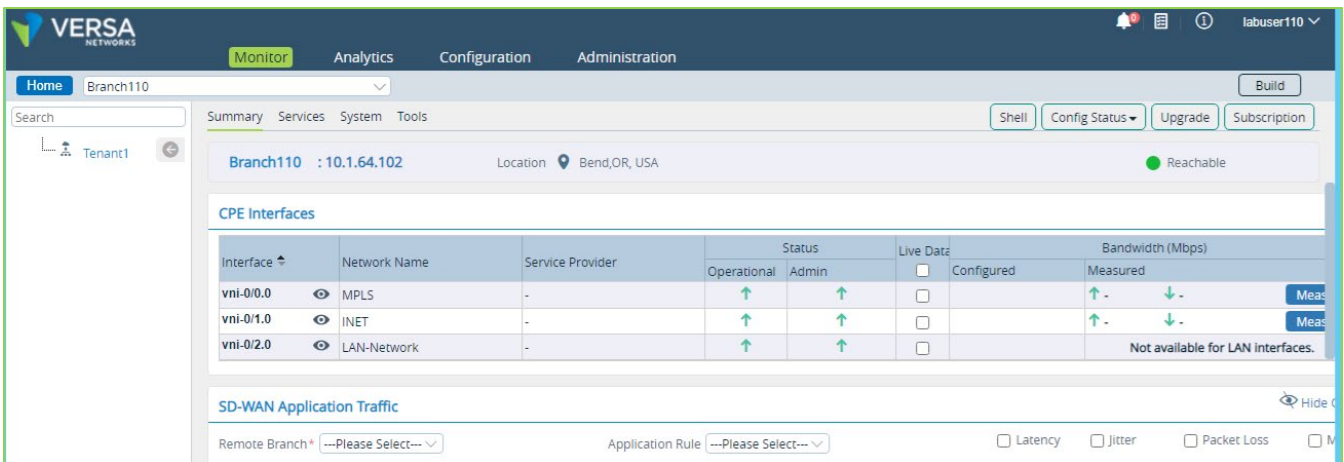 VERSA
NETWORKS
0
labuser110
Monitor Analytics Configuration Administration
Home Branch110 Build
Search
Summary Services System Tools Shell Config Status Upgrade Subscription
Tenant1
Branch110 : 10.1.64.102 Location Bend,OR, USA Reachable
CPE Interfaces
Interface Network Name Service Provider Status Live Data Bandwidth (Mbps)
Operational Admin Configured Measured
vni-0/0.0 MPLS - - - Meas
vni-0/1.0 INET - - - Meas
vni-0/2.0 LAN-Network - Not available for LAN interfaces.
SD-WAN Application Traffic Hide
Remote Branch* ---Please Select--- Application Rule ---Please Select--- Latency Jitter Packet Loss M